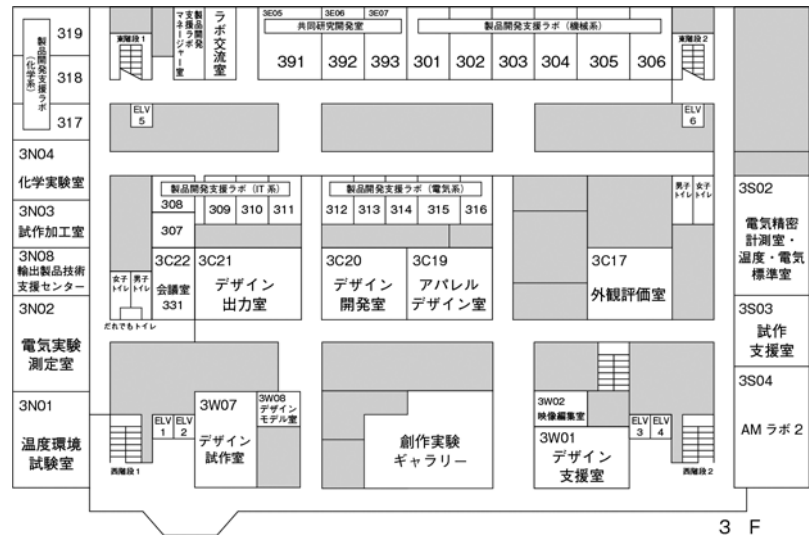 319
318
317
製品開発支援ラボ
(化学系)
東階段1
製品開発
支援ラボ
マネージャー室
ラボ交流室
3E05
3E06
3E07
共同研究開発室
製品開発支援ラボ(機械系)
391
392
393
301
302
303
304
305
306
東階段2
ELV
5
ELV
6
3N04
化学実験室
3N03
試作加工室
3N08
輸出製品技術
支援センター
3N02
電気実験
測定室
3N01
温度環境
試験室
製品開発支援ラボ(IT系)
308
309
310
311
307
製品開発支援ラボ(電気系)
312
313
314
315
316
男子
トイレ
女子
トイレ
3S02
電気精密
計測室・
温度・電気
標準室
女子
トイレ
男子
トイレ
だれでもトイレ
3C22
会議室
331
3C21
デザイン
出力室
3C20
デザイン
開発室
3C19
アパレル
デザイン室
3C17
外観評価室
3S03
試作
支援室
3S04
AMラボ2
西階段1
ELV
1
ELV
2
3W07
デザイン
試作室
3W08
デザイン
モデル室
創作実験
ギャラリー
3W02
映像編集室
3W01
デザイン
支援室
ELV
3
ELV
4
西階段2
3 F